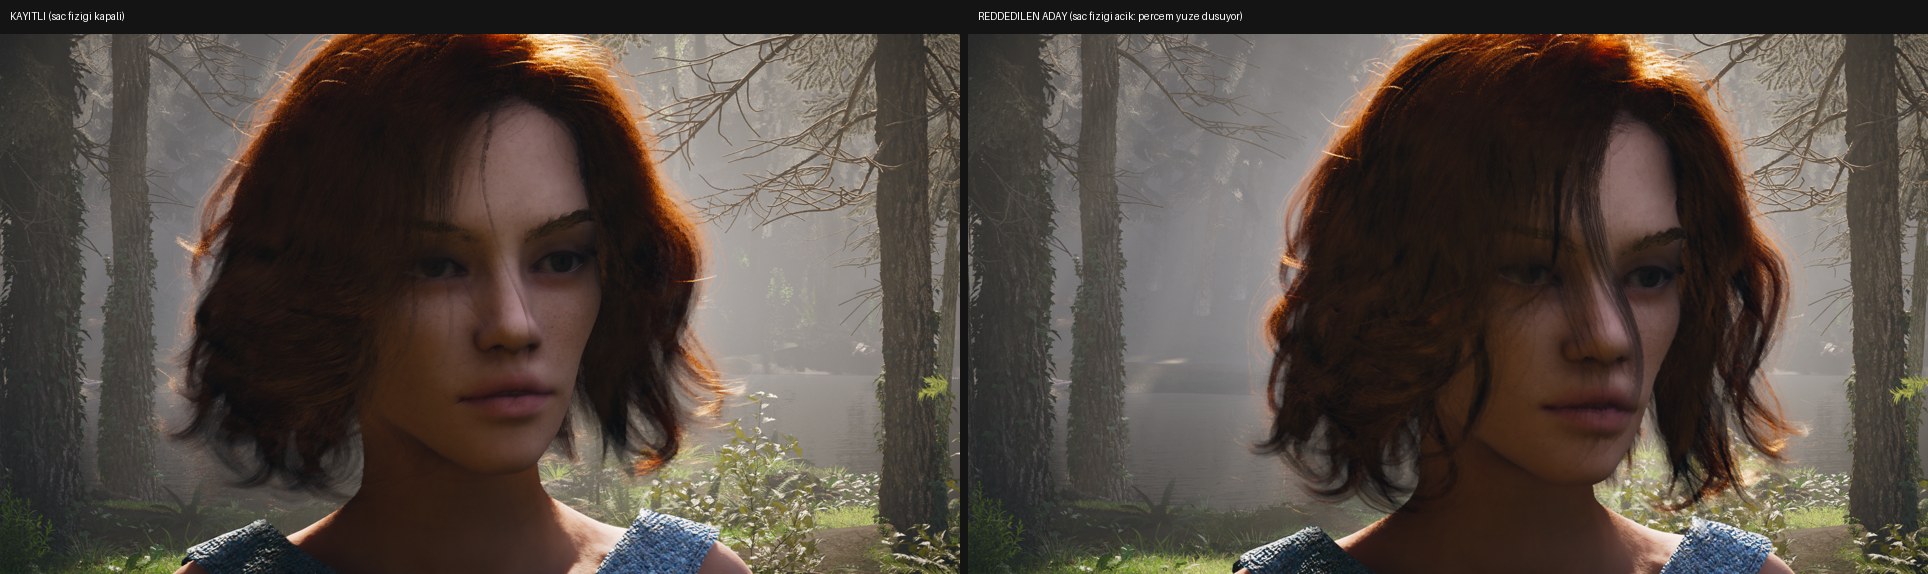 KAYITLI (sac fizigi kapali)
REDDEDILEN ADAY (sac fizigi acik: percem yuze dusuyor)